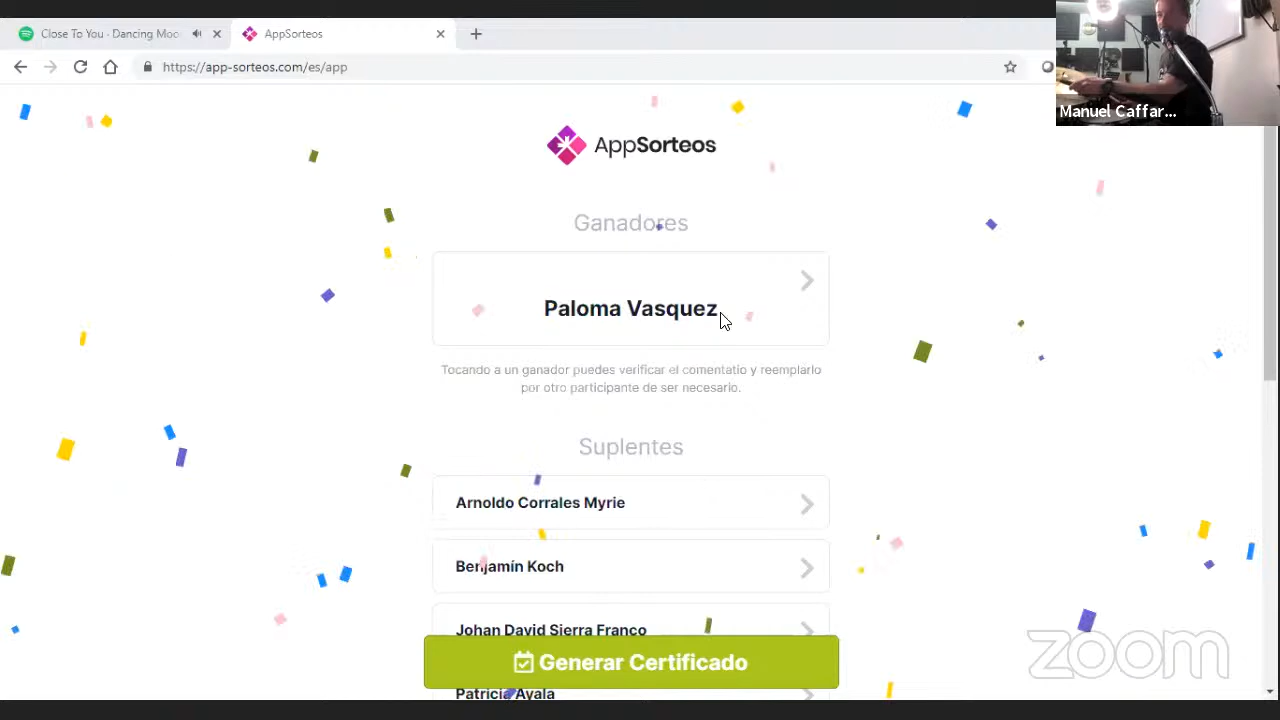 Close To You · Dancing Moo
AppSorteos
https://app-sorteos.com/es/app
Manuel Caffar...
AppSorteos
Ganadores
Paloma Vasquez
Tocando a un ganador puedes verificar el comentatio y reemplarlo
por otro participante de ser necesario.
Suplentes
Arnoldo Corrales Myrie
Benjamín Koch
Johan David Sierra Franco
Generar Certificado
Patricia Ayala
zoom